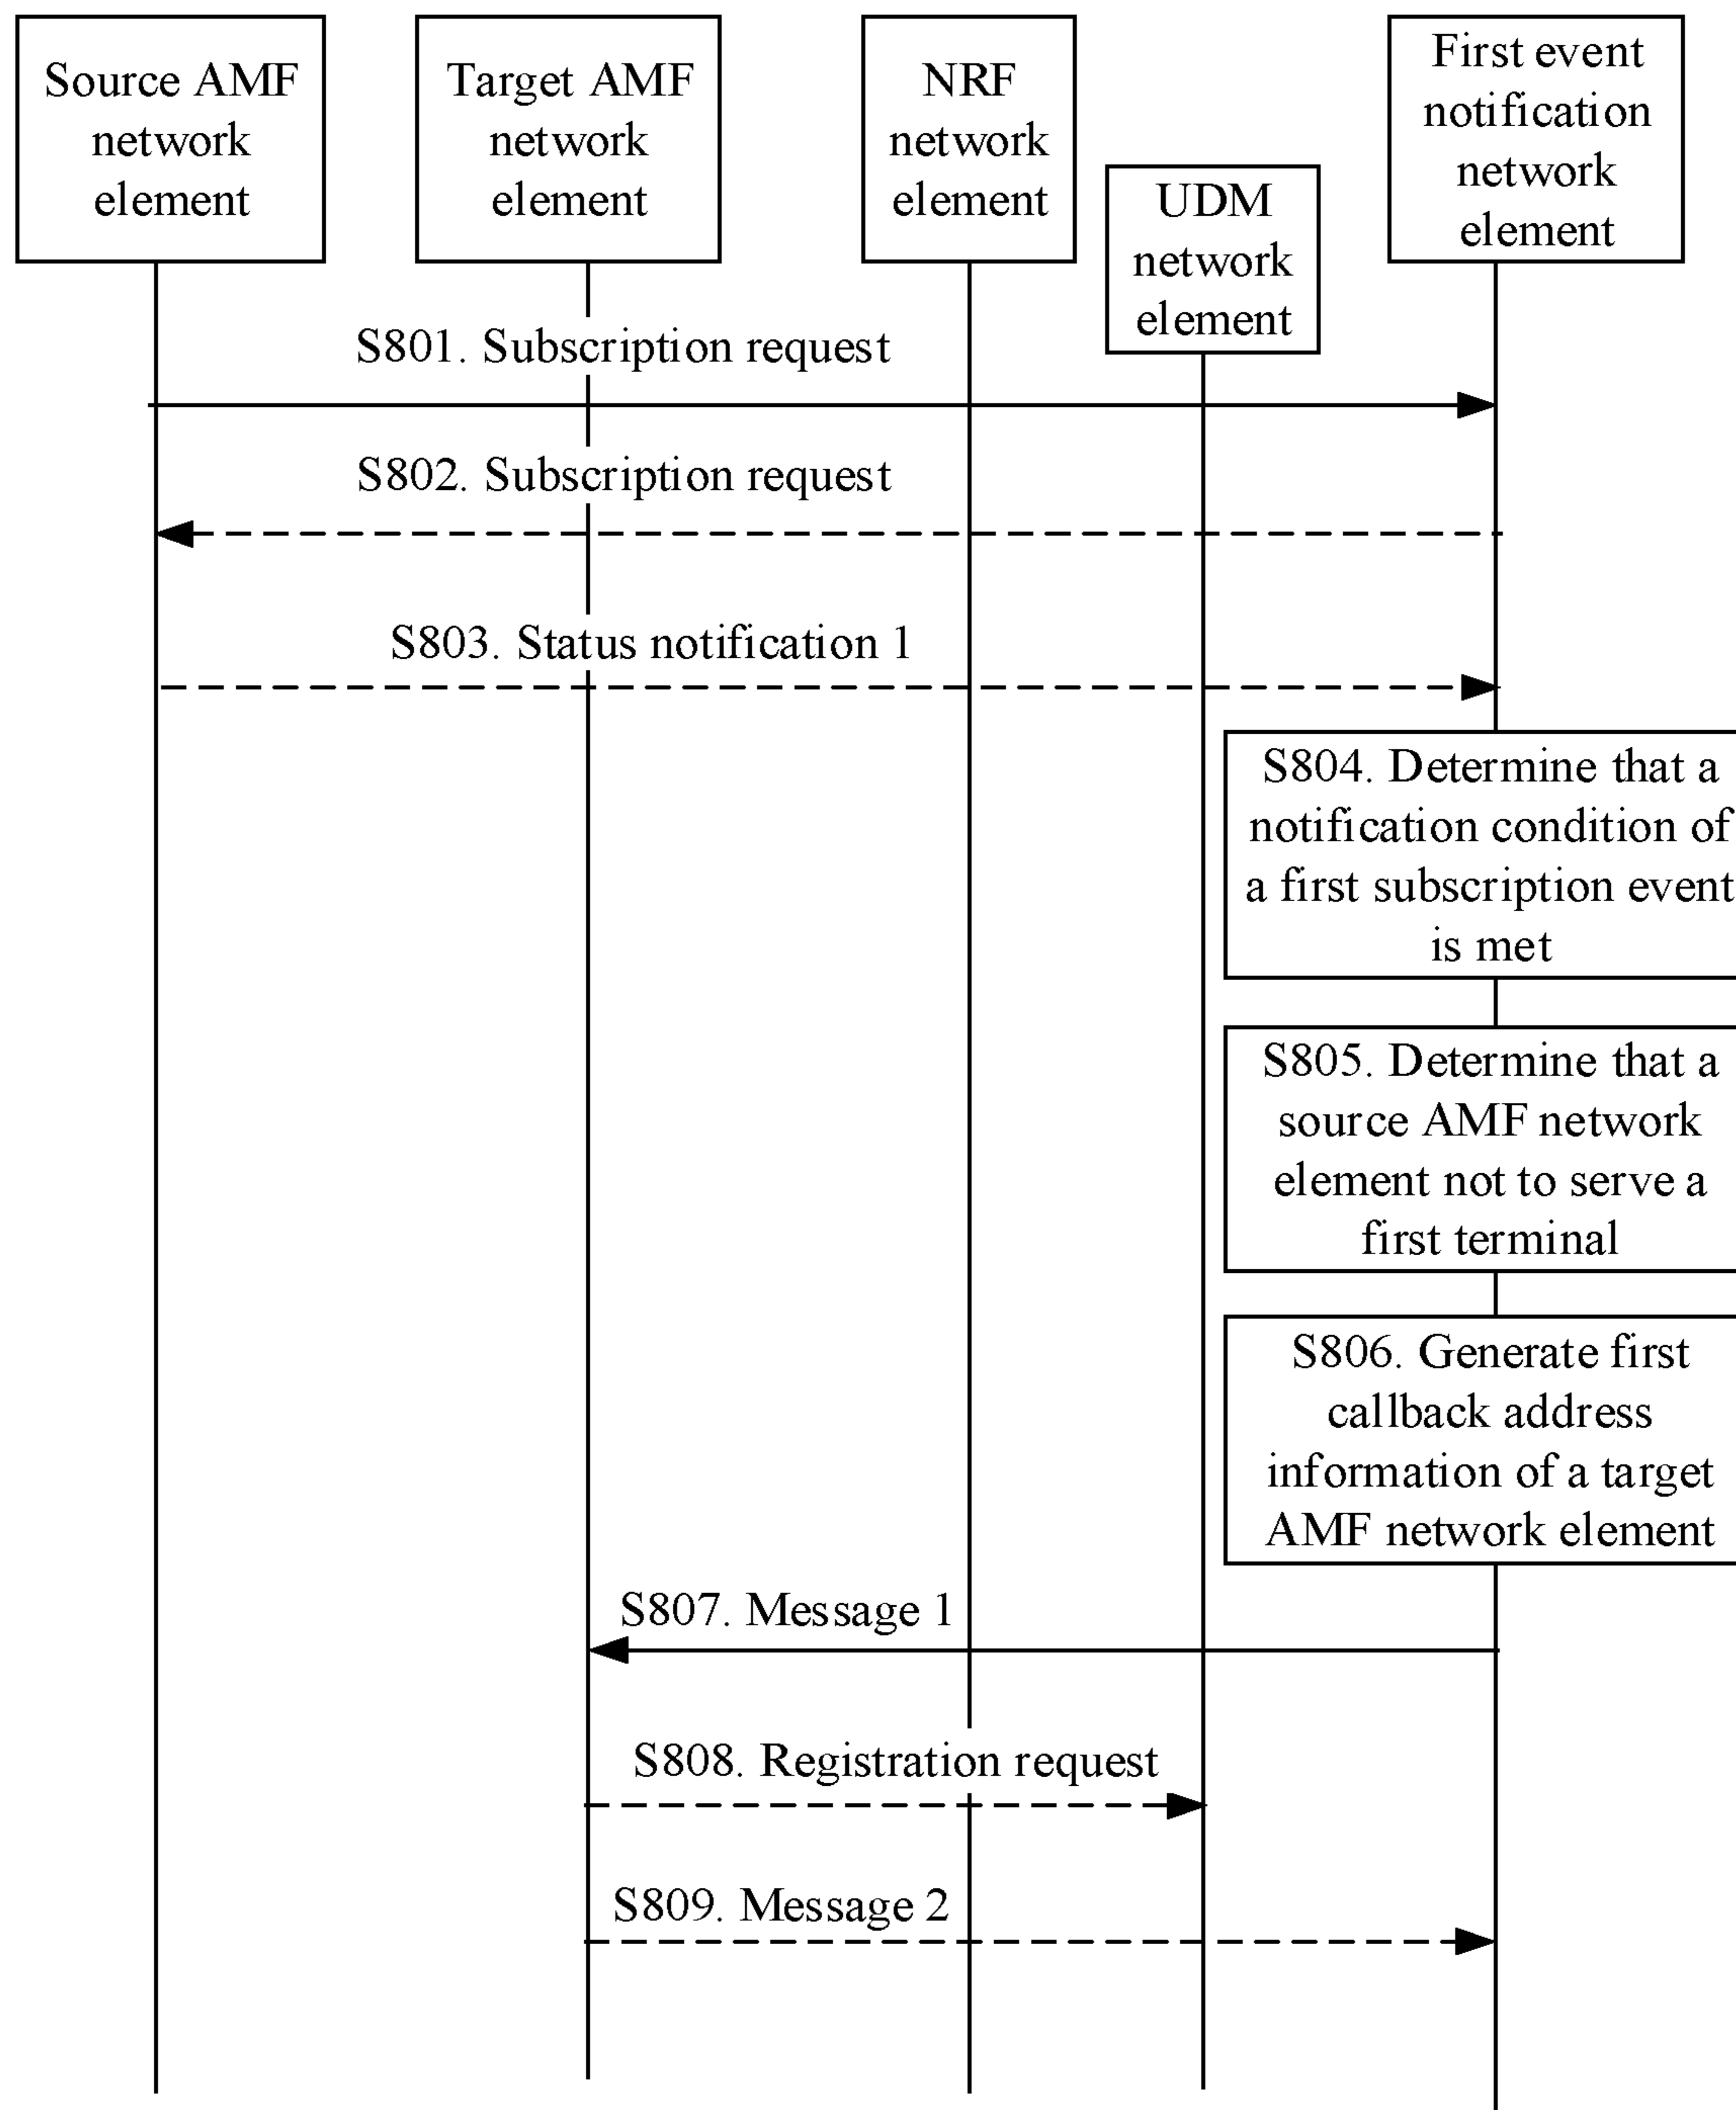 Source AMF
network
element
Target AMF
network
element
NRF
network
element
UDM
network
element
First event
notification
network
element
S801. Subscription request
S802. Subscription request
S803. Status notification 1
S804. Determine that a
notification condition of
a first subscription event
is met
S805. Determine that a
source AMF network
element not to serve a
first terminal
S806. Generate first
callback address
information of a target
AMF network element
S807. Message 1
S808. Registration request
S809. Message 2